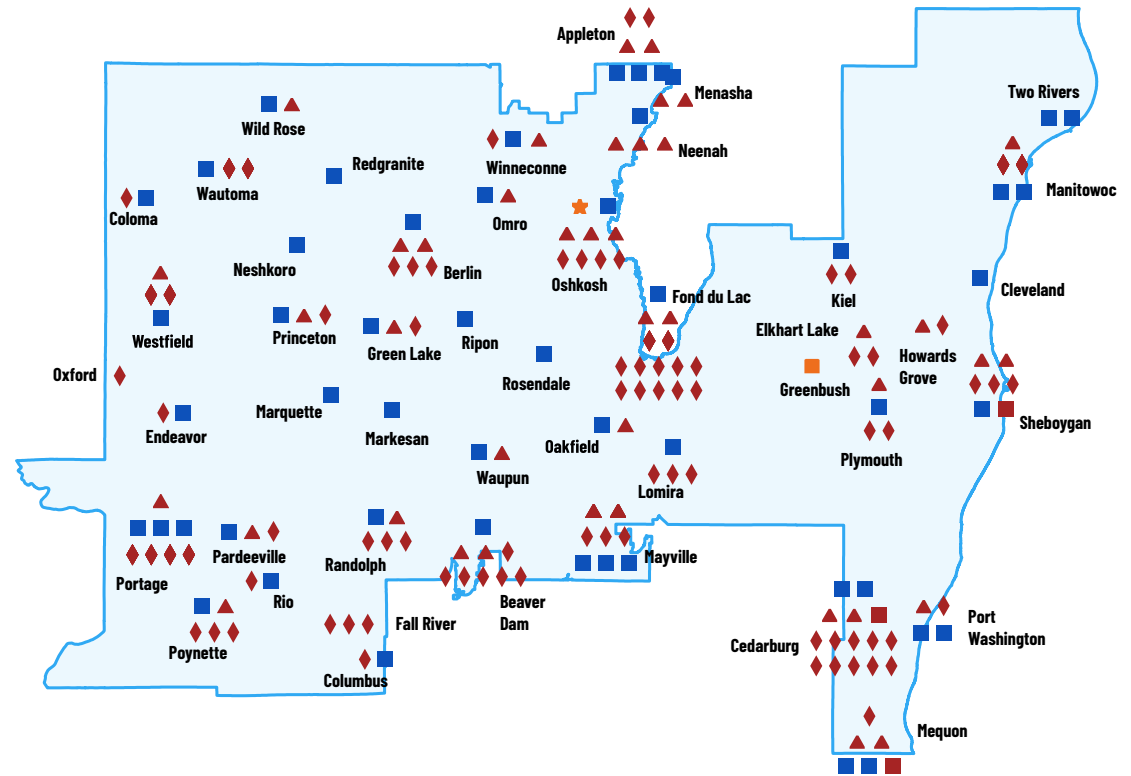 Appleton
Menasha
Two Rivers
Wild Rose
Neenah
Winneconne
Redgranite
Wautoma
Manitowoc
Coloma
Omro
Neshkoro
Berlin
Oshkosh
Cleveland
Fond du Lac
Kiel
Westfield
Princeton
Green Lake
Ripon
Elkhart Lake
Howards
Grove
Oxford
Rosendale
Greenbush
Marquette
Endeavor
Markesan
Sheboygan
Oakfield
Plymouth
Waupun
Lomira
Pardeeville
Randolph
Mayville
Portage
Rio
Beaver
Dam
Fall River
Port
Washington
Poynette
Cedarburg
Columbus
Mequon